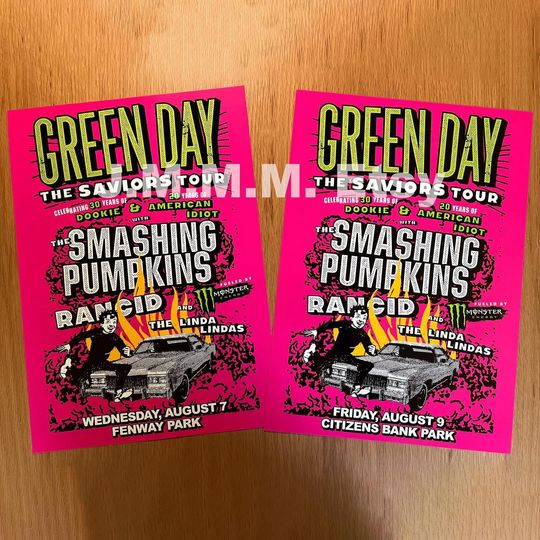 GREEN DAY
THE SAVIORS TOUR
CELEBRATING 30 YEARS OF DOOKIE & 20 YEARS OF AMERICAN IDIOT
WITH
THE SMASHING
PUMPKINS
FUELED BY
MONSTER
ENERGY
RANCID AND
THE LINDA
LINDAS
WEDNESDAY, AUGUST 7
FENWAY PARK
GREEN DAY
THE SAVIORS TOUR
CELEBRATING 30 YEARS OF DOOKIE & 20 YEARS OF AMERICAN IDIOT
WITH
THE SMASHING
PUMPKINS
FUELED BY
MONSTER
ENERGY
RANCID AND
THE LINDA
LINDAS
FRIDAY, AUGUST 9
CITIZENS BANK PARK
J.M.M.M. Etsy